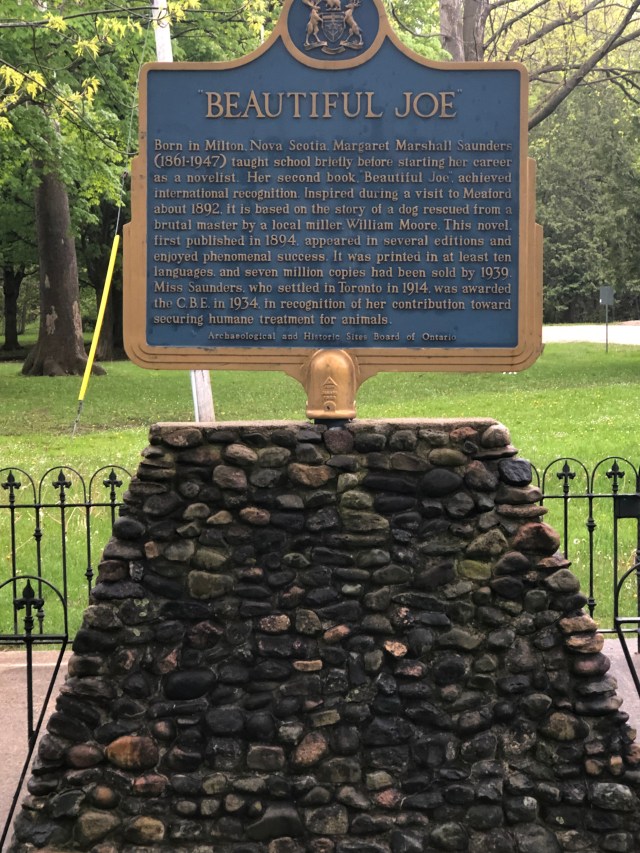 "BEAUTIFUL JOE"
Born in Milton, Nova Scotia, Margaret Marshall Saunders
(1861-1947) taught school briefly before starting her career
as a novelist. Her second book, "Beautiful Joe", achieved
international recognition. Inspired during a visit to Meaford
about 1892, it is based on the story of a dog rescued from a
brutal master by a local miller William Moore. This novel,
first published in 1894, appeared in several editions and
enjoyed phenomenal success. It was printed in at least ten
languages, and seven million copies had been sold by 1939.
Miss Saunders, who settled in Toronto in 1914, was awarded
the C.B.E. in 1934, in recognition of her contribution toward
securing humane treatment for animals.
Archaeological and Historic Sites Board of Ontario